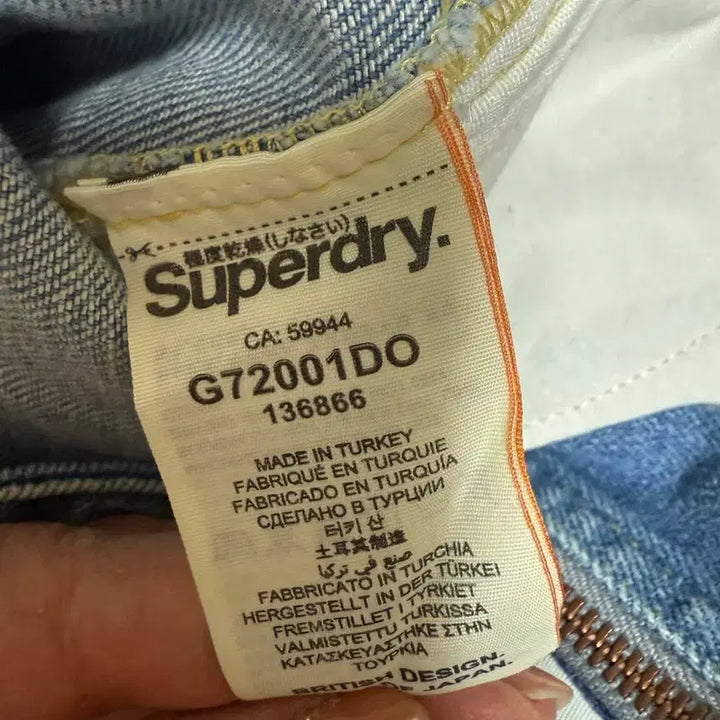 極度乾燥(しなさい)
Superdry.
CA: 59944
G72001DO
136866
MADE IN TURKEY
FABRIQUÉ EN TURQUIE
FABRICADO EN TURQUÍA
СДЕЛАНО В ТУРЦИИ
터키 산
土耳其制造
صنع في تركيا
FABBRICATO IN TURCHIA
HERGESTELLT IN DER TÜRKEI
FREMSTILLET I TYRKIET
VALMISTETTU TURKISSA
ΚΑΤΑΣΚΕΥΑΣΤΗΚΕ ΣΤΗΝ
ΤΟΥΡΚΙΑ
BRITISH DESIGN.
JAPAN.